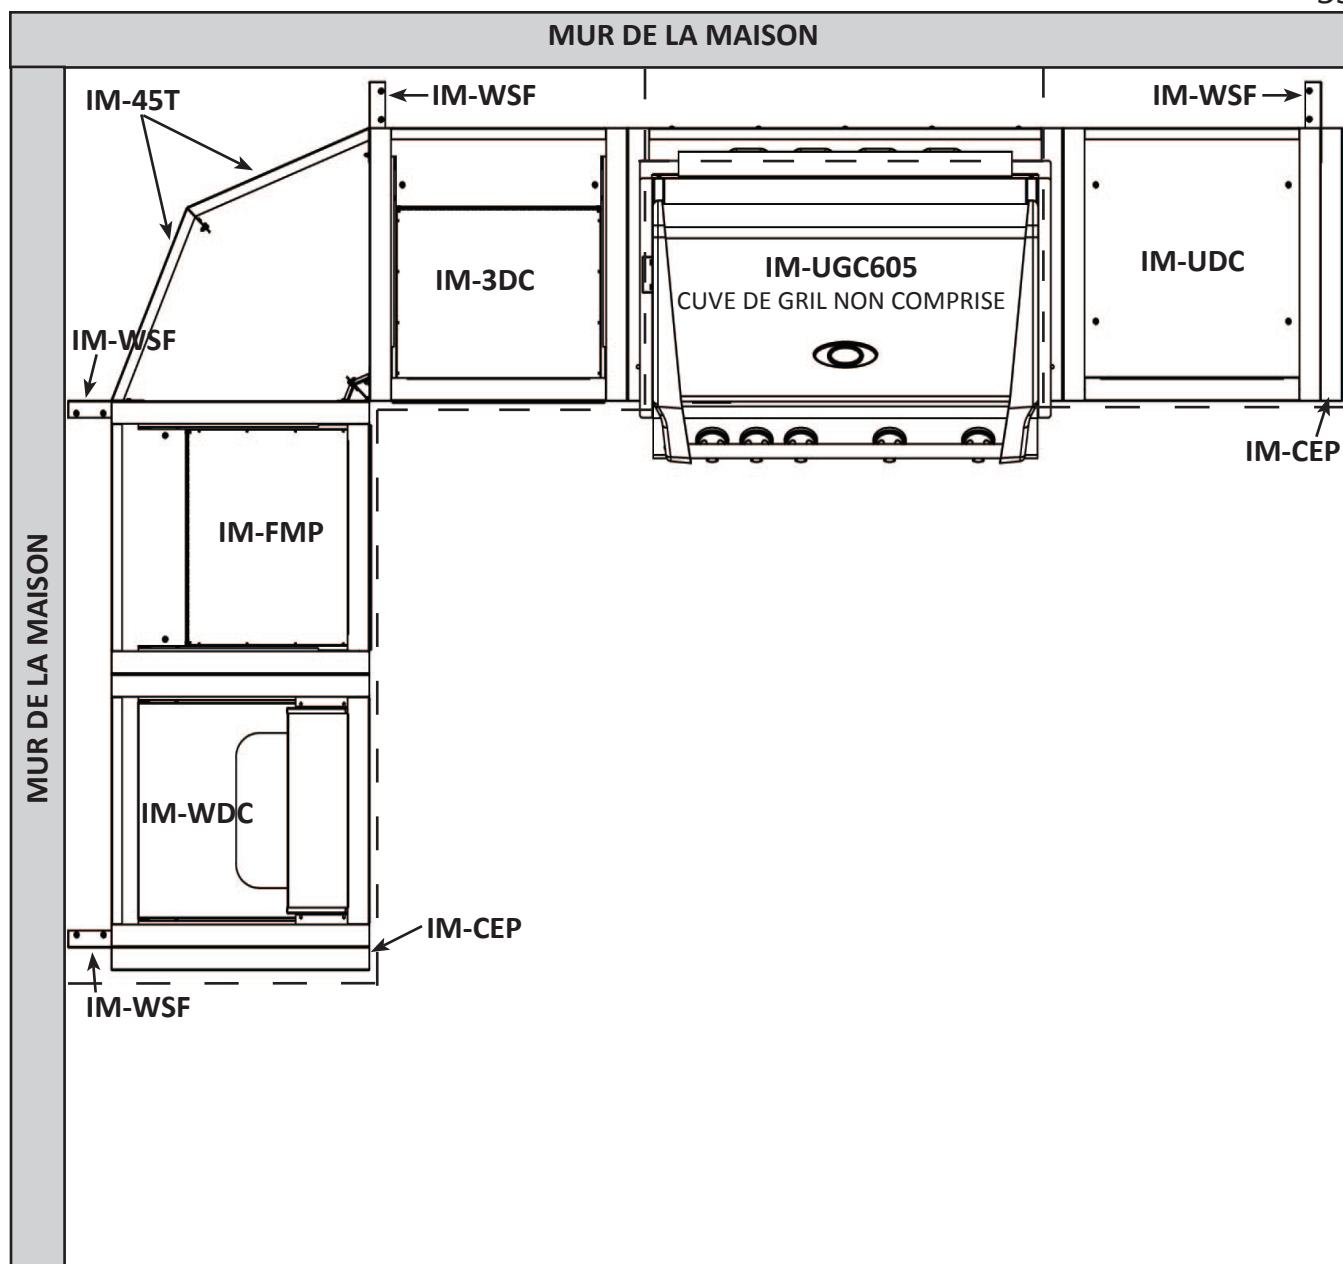 MUR DE LA MAISON
IM-45T
IM-WSF
IM-WSF
IM-3DC
IM-UGC605
CUVE DE GRIL NON COMPRISE
IM-UDC
IM-WSF
IM-CEP
IM-FMP
MUR DE LA MAISON
IM-WDC
IM-CEP
IM-WSF